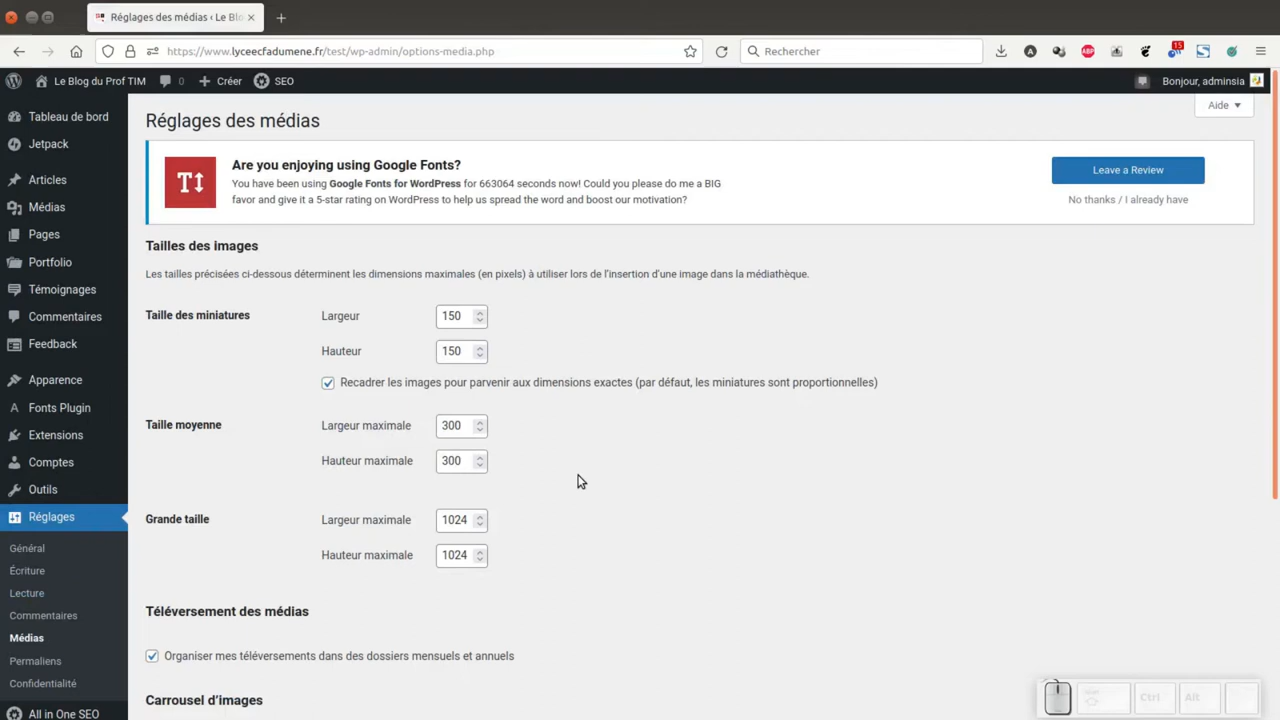 Réglages des médias ‹ Le Blo
https://www.lyceecfadumene.fr/test/wp-admin/options-media.php
Rechercher
15
ABP
Le Blog du Prof TIM
0
Créer
SEO
Bonjour, adminsia
Aide
Tableau de bord
Jetpack
Articles
Médias
Pages
Portfolio
Témoignages
Commentaires
Feedback
Apparence
Fonts Plugin
Extensions
Comptes
Outils
Réglages
Général
Écriture
Lecture
Commentaires
Médias
Permaliens
Confidentialité
All in One SEO
Réglages des médias
Are you enjoying using Google Fonts?
You have been using Google Fonts for WordPress for 663064 seconds now! Could you please do me a BIG
favor and give it a 5-star rating on WordPress to help us spread the word and boost our motivation?
Leave a Review
No thanks / I already have
Tailles des images
Les tailles précisées ci-dessous déterminent les dimensions maximales (en pixels) à utiliser lors de l'insertion d'une image dans la médiathèque.
Taille des miniatures
Largeur 150
Hauteur 150
Recadrer les images pour parvenir aux dimensions exactes (par défaut, les miniatures sont proportionnelles)
Taille moyenne
Largeur maximale 300
Hauteur maximale 300
Grande taille
Largeur maximale 1024
Hauteur maximale 1024
Téléversement des médias
Organiser mes téléversements dans des dossiers mensuels et annuels
Carrousel d'images
Ctrl
Alt